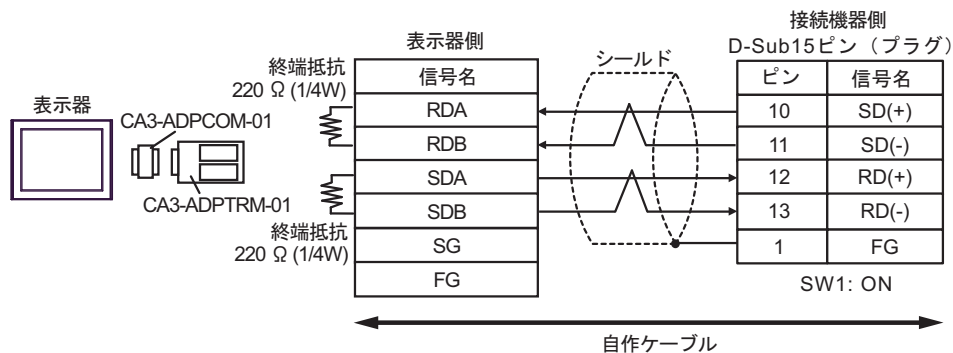 接続機器側
D-Sub15ピン（プラグ）
表示器側
シールド
終端抵抗
220 Ω (1/4W)
信号名
ピン 信号名
表示器
CA3-ADPCOM-01
RDA
10 SD(+)
RDB
11 SD(-)
SDA
12 RD(+)
CA3-ADPTRM-01
SDB
13 RD(-)
終端抵抗
220 Ω (1/4W)
SG
1 FG
FG
SW1: ON
自作ケーブル